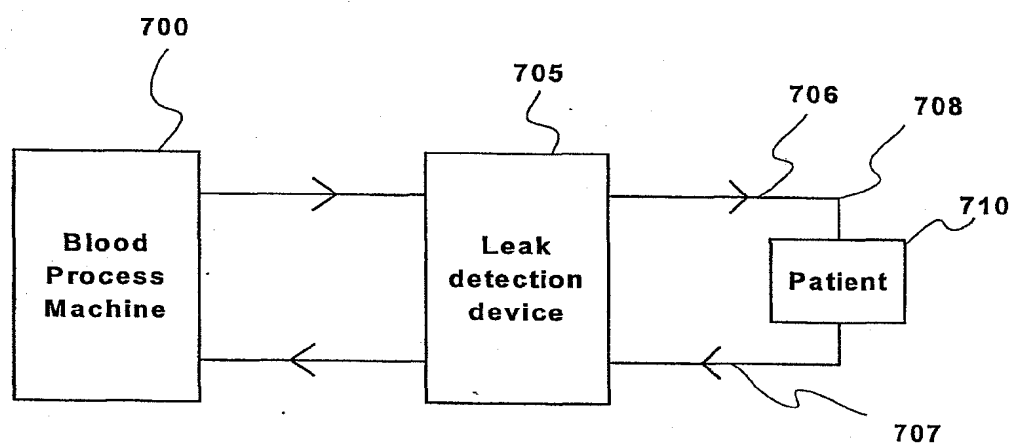 700
705
706
708
710
Blood
Process
Machine
Leak
detection
device
Patient
707